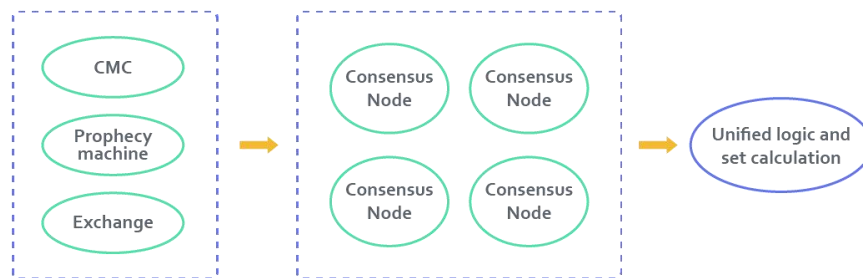 CMC
Prophecy
machine
Exchange
Consensus
Node
Consensus
Node
Consensus
Node
Consensus
Node
Unified logic and
set calculation